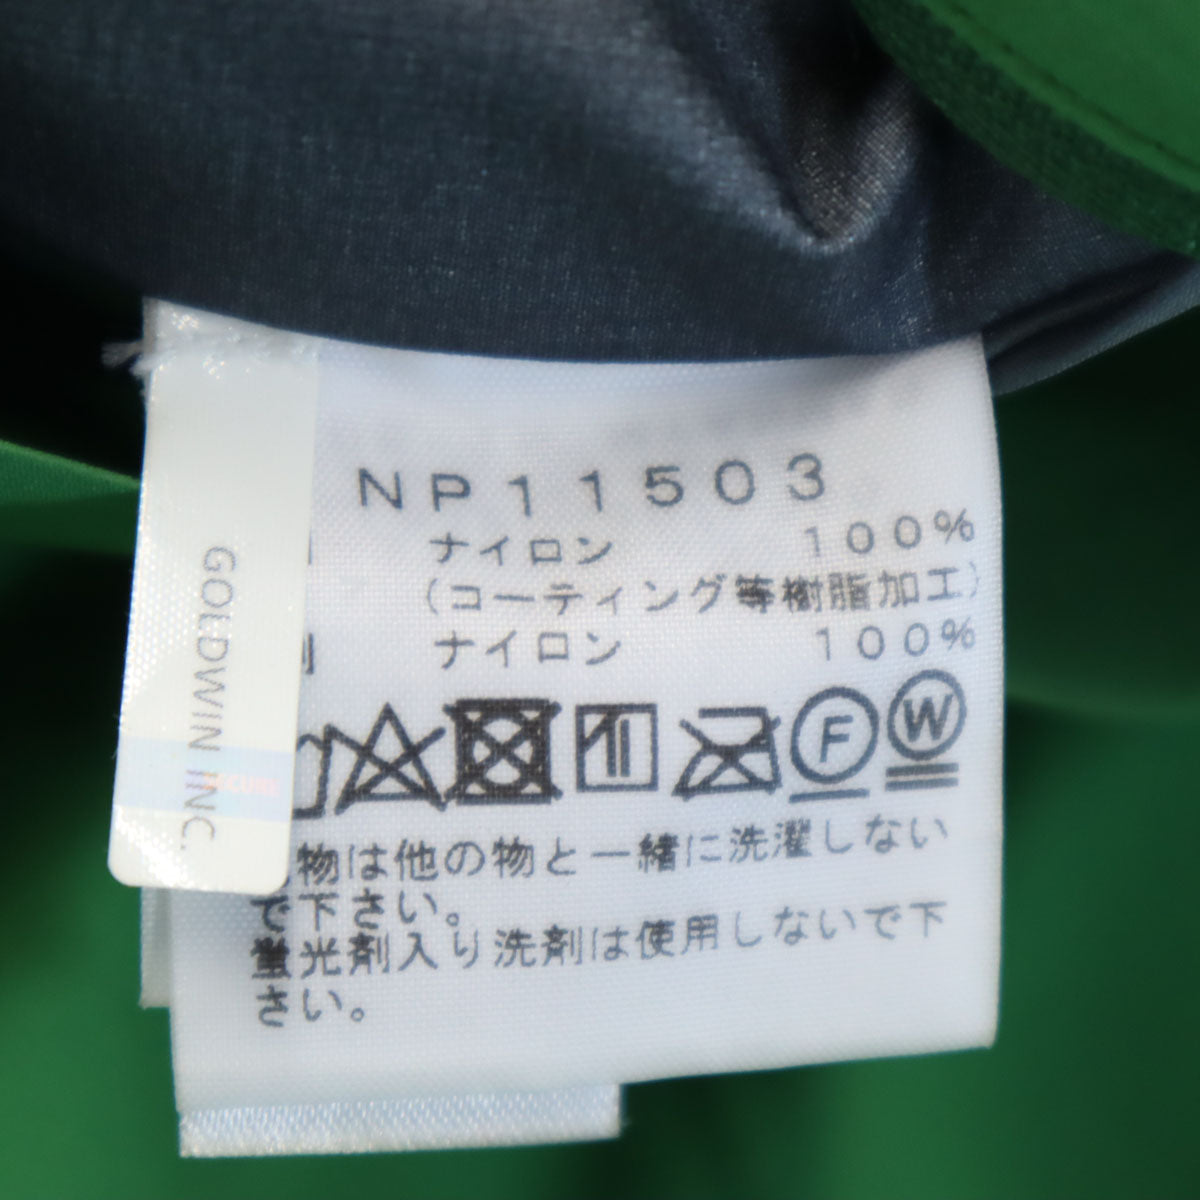 NP11503
ナイロン 100%
(コーティング等樹脂加工)
ナイロン 100%
F W
物は他の物と一緒に洗濯しない
で下さい。
蛍光剤入り洗剤は使用しないで下
さい。
GOLDWIN INC.